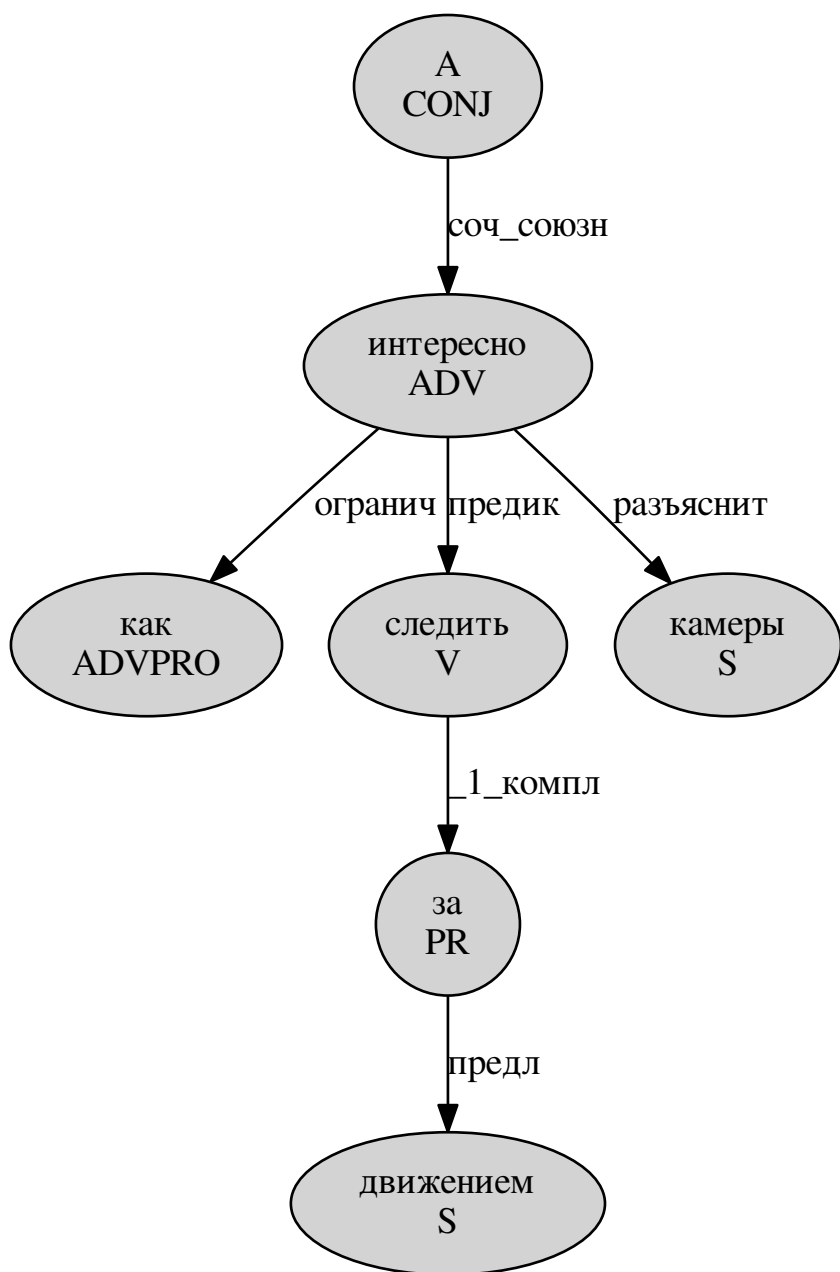 А
CONJ
соч_союзн
интересно
ADV
огранич предик разъяснит
как
ADVPRO
следить
V
камеры
S
_1_компл
за
PR
предл
движением
S